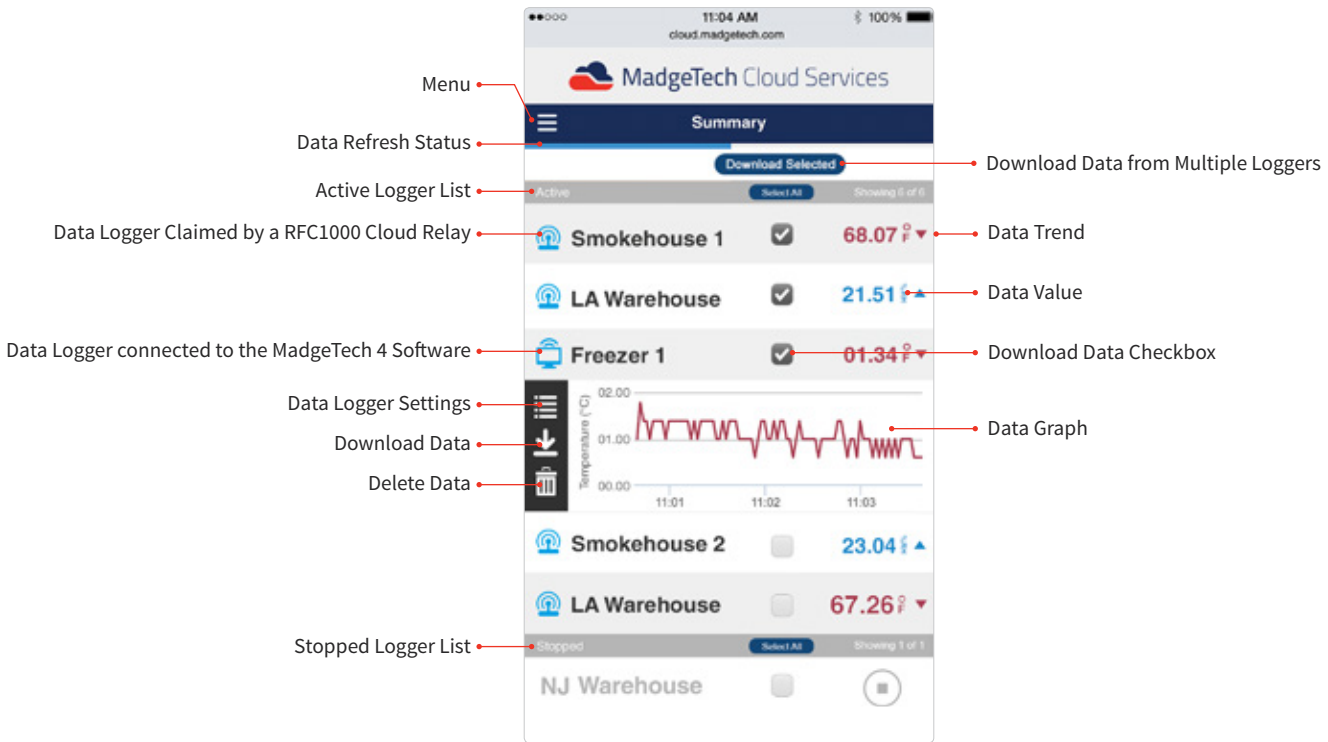 11:04 AM
100%
cloud.madgetech.com
MadgeTech Cloud Services
Menu
Summary
Data Refresh Status
Download Selected
Download Data from Multiple Loggers
Active Logger List
Active
Select All
Showing 6 of 6
Data Logger Claimed by a RFC1000 Cloud Relay
Smokehouse 1
68.07 °F
Data Trend
LA Warehouse
21.51
Data Value
Data Logger connected to the MadgeTech 4 Software
Freezer 1
01.34 °F
Download Data Checkbox
Data Logger Settings
Download Data
Delete Data
Temperature (°C)
02.00
01.00
00.00
11:01
11:02
11:03
Data Graph
Smokehouse 2
23.04
LA Warehouse
67.26 °F
Stopped Logger List
Stopped
Select All
Showing 1 of 1
NJ Warehouse